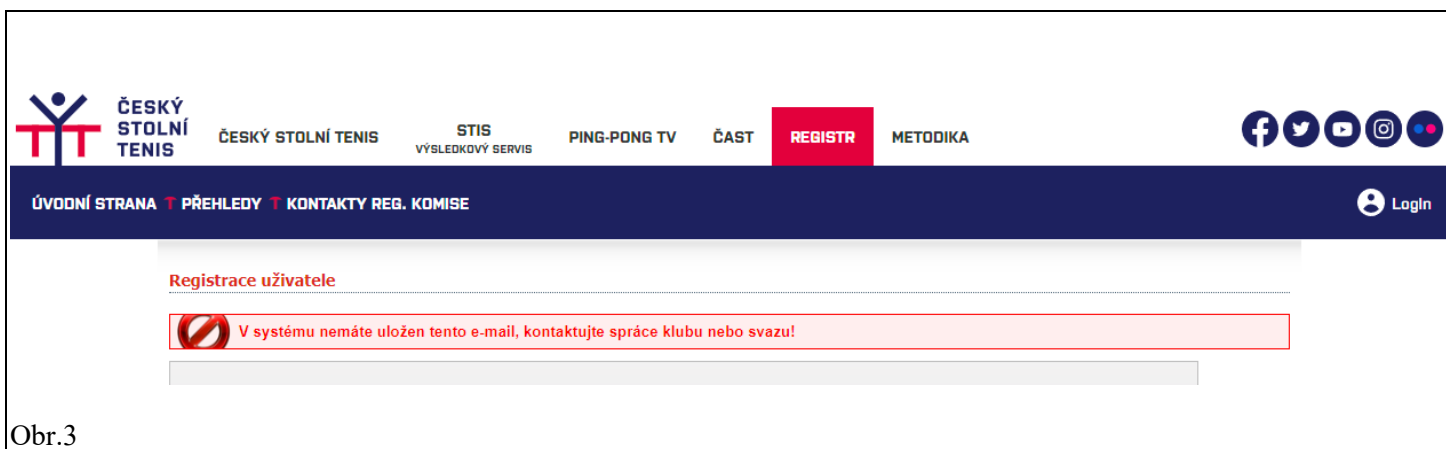 ČESKÝ
STOLNÍ
TENIS
ČESKÝ STOLNÍ TENIS
STIS
VÝSLEDKOVÝ SERVIS
PING-PONG TV
ČAST
REGISTR
METODIKA
ÚVODNÍ STRANA T PŘEHLEDY T KONTAKTY REG. KOMISE
LogIn
Registrace uživatele
V systému nemáte uložen tento e-mail, kontaktujte spráce klubu nebo svazu!
Obr.3